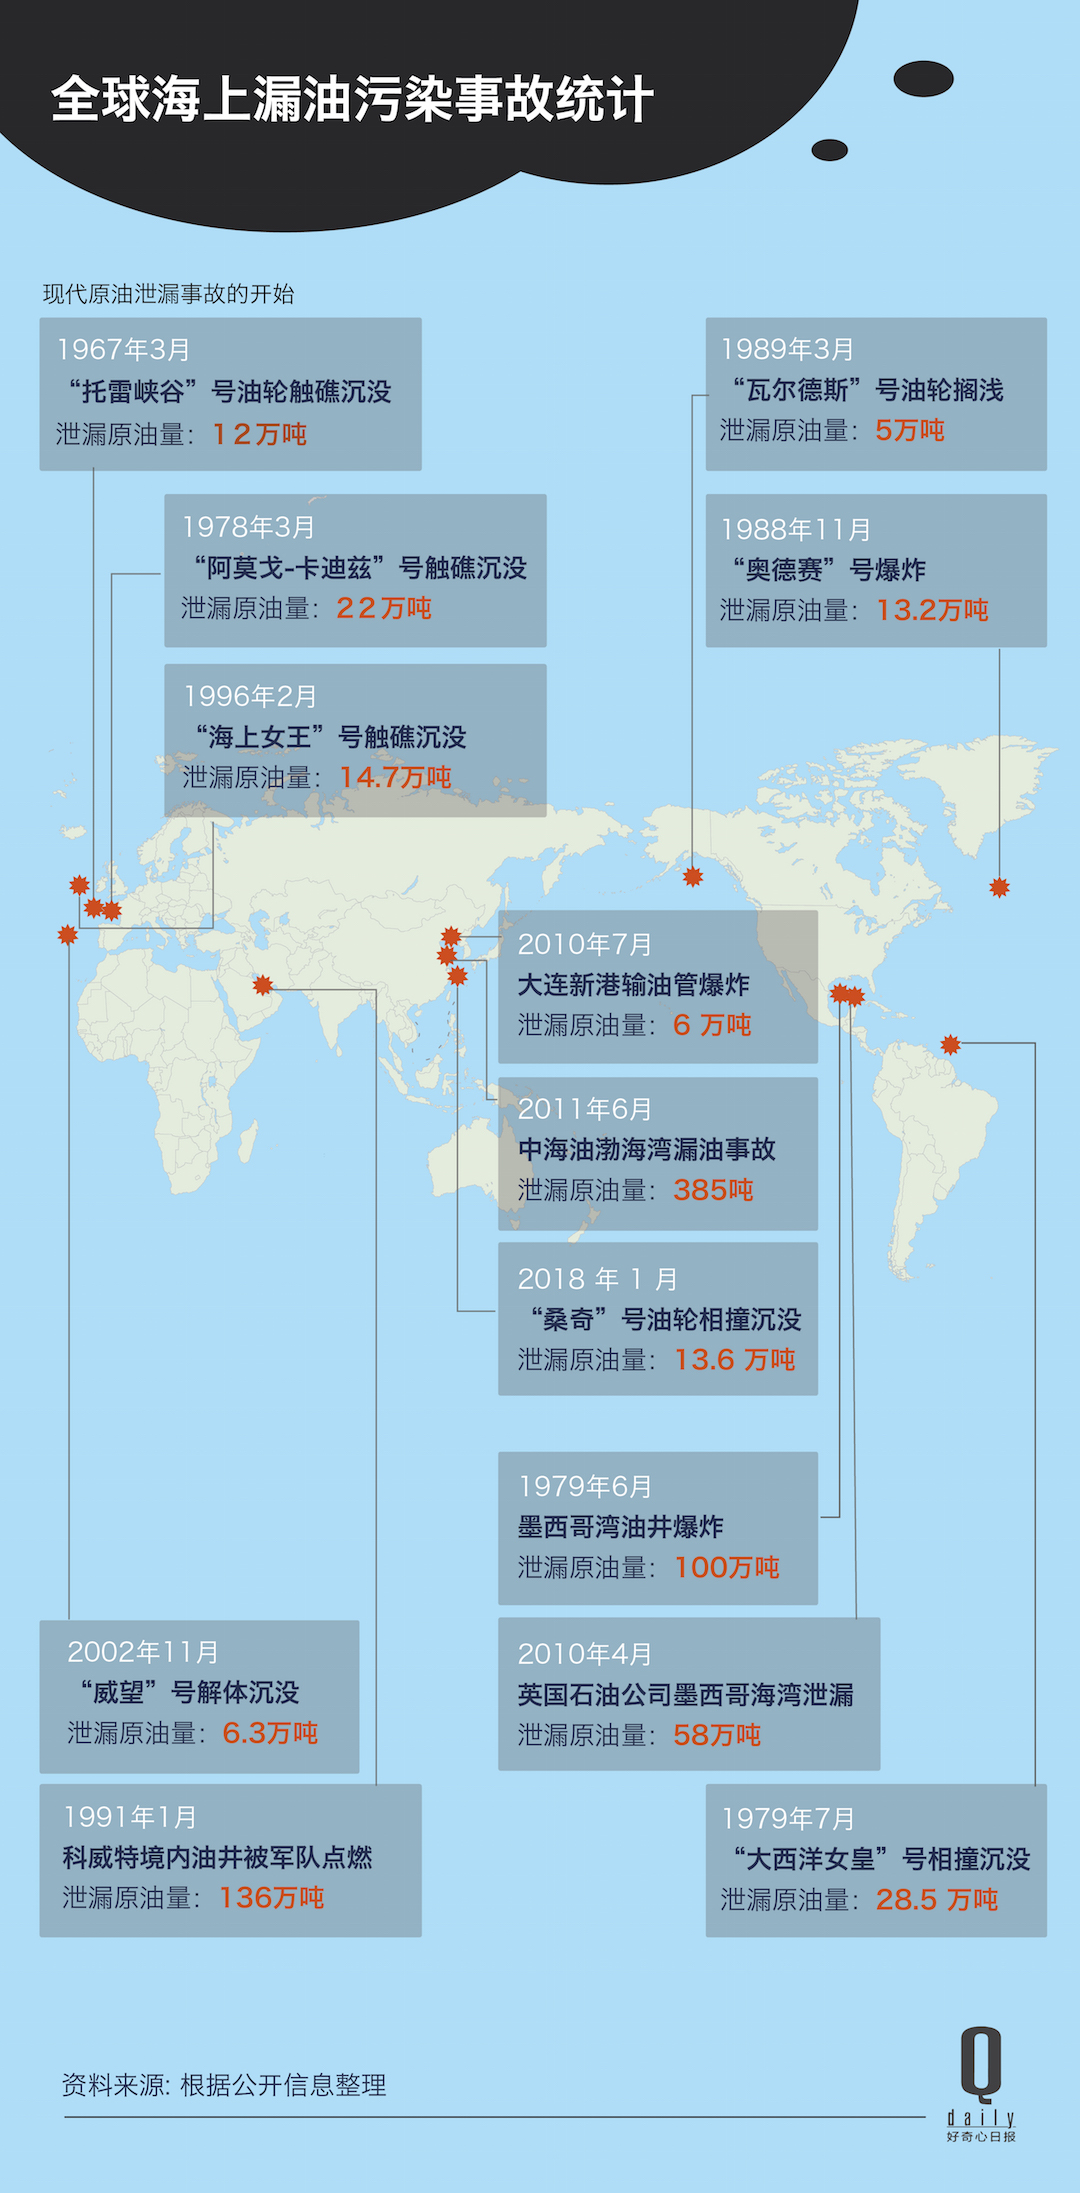 全球海上漏油污染事故统计
现代原油泄漏事故的开始
1967年3月
“托雷峡谷”号油轮触礁沉没
泄漏原油量：12万吨
1989年3月
“瓦尔德斯”号油轮搁浅
泄漏原油量：5万吨
1978年3月
“阿莫戈-卡迪兹”号触礁沉没
泄漏原油量：22万吨
1988年11月
“奥德赛”号爆炸
泄漏原油量：13.2万吨
1996年2月
“海上女王”号触礁沉没
泄漏原油量：14.7万吨
2010年7月
大连新港输油管爆炸
泄漏原油量：6 万吨
2011年6月
中海油渤海湾漏油事故
泄漏原油量：385吨
2018 年 1 月
“桑奇”号油轮相撞沉没
泄漏原油量：13.6 万吨
1979年6月
墨西哥湾油井爆炸
泄漏原油量：100万吨
2002年11月
“威望”号解体沉没
泄漏原油量：6.3万吨
2010年4月
英国石油公司墨西哥海湾泄漏
泄漏原油量：58万吨
1991年1月
科威特境内油井被军队点燃
泄漏原油量：136万吨
1979年7月
“大西洋女皇”号相撞沉没
泄漏原油量：28.5 万吨
资料来源: 根据公开信息整理
Q
daily
好奇心日报